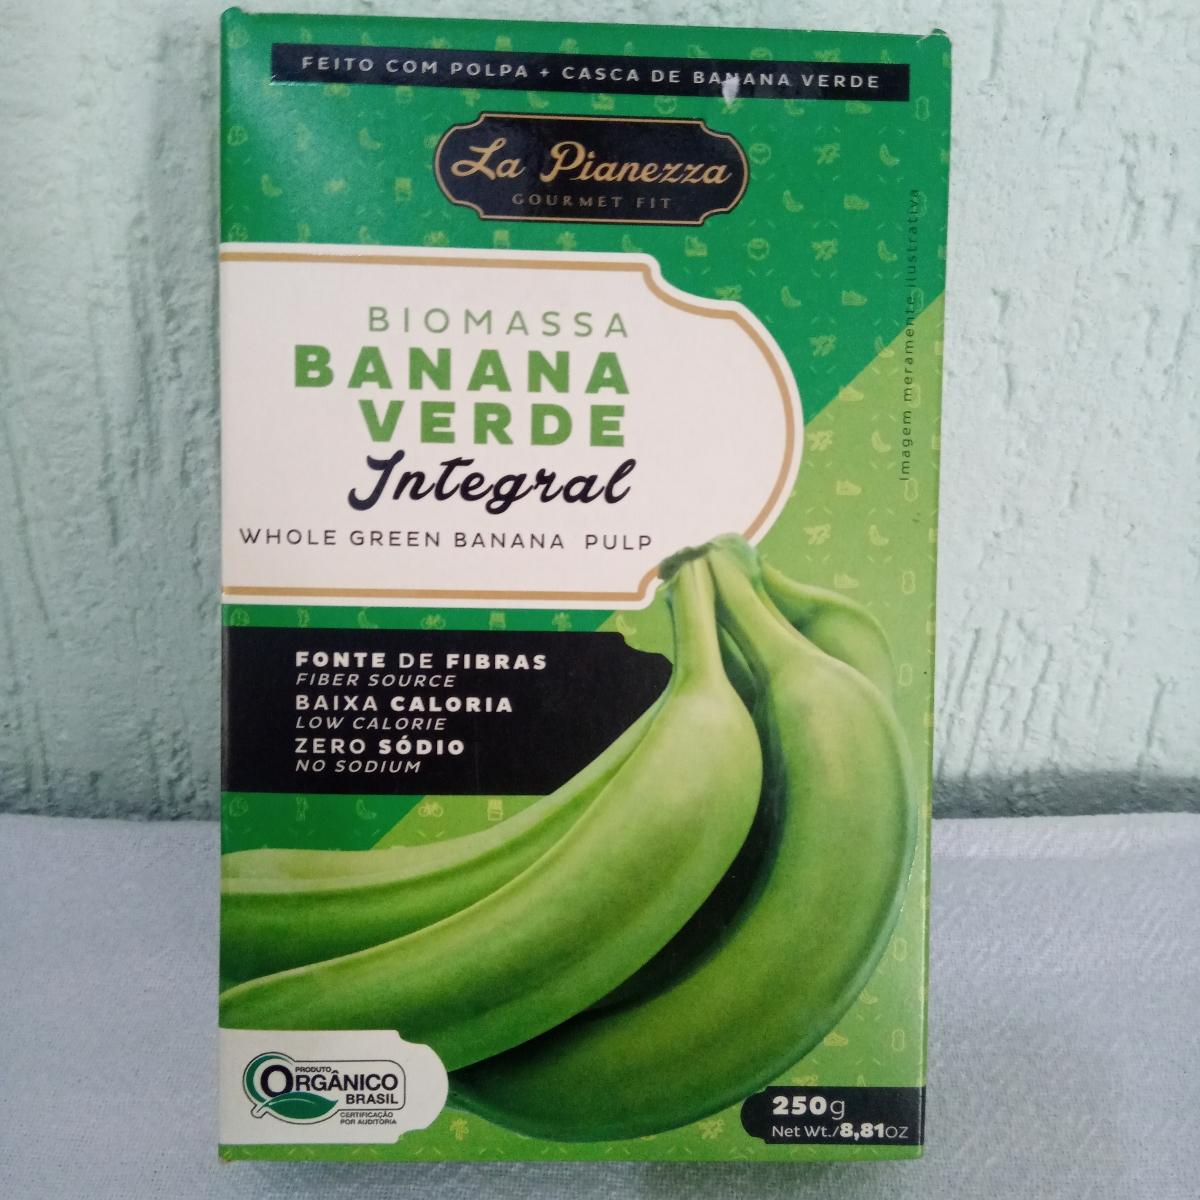 FEITO COM POLPA + CASCA DE BANANA VERDE
La Pianezza
GOURMET FIT
Imagem meramente ilustrativa
BIOMASSA
BANANA
VERDE
Integral
WHOLE GREEN BANANA PULP
FONTE DE FIBRAS
FIBER SOURCE
BAIXA CALORIA
LOW CALORIE
ZERO SÓDIO
NO SODIUM
PRODUTO
ORGÂNICO
BRASIL
CERTIFICAÇÃO
POR AUDITORIA
250g
Net Wt./8,81OZ